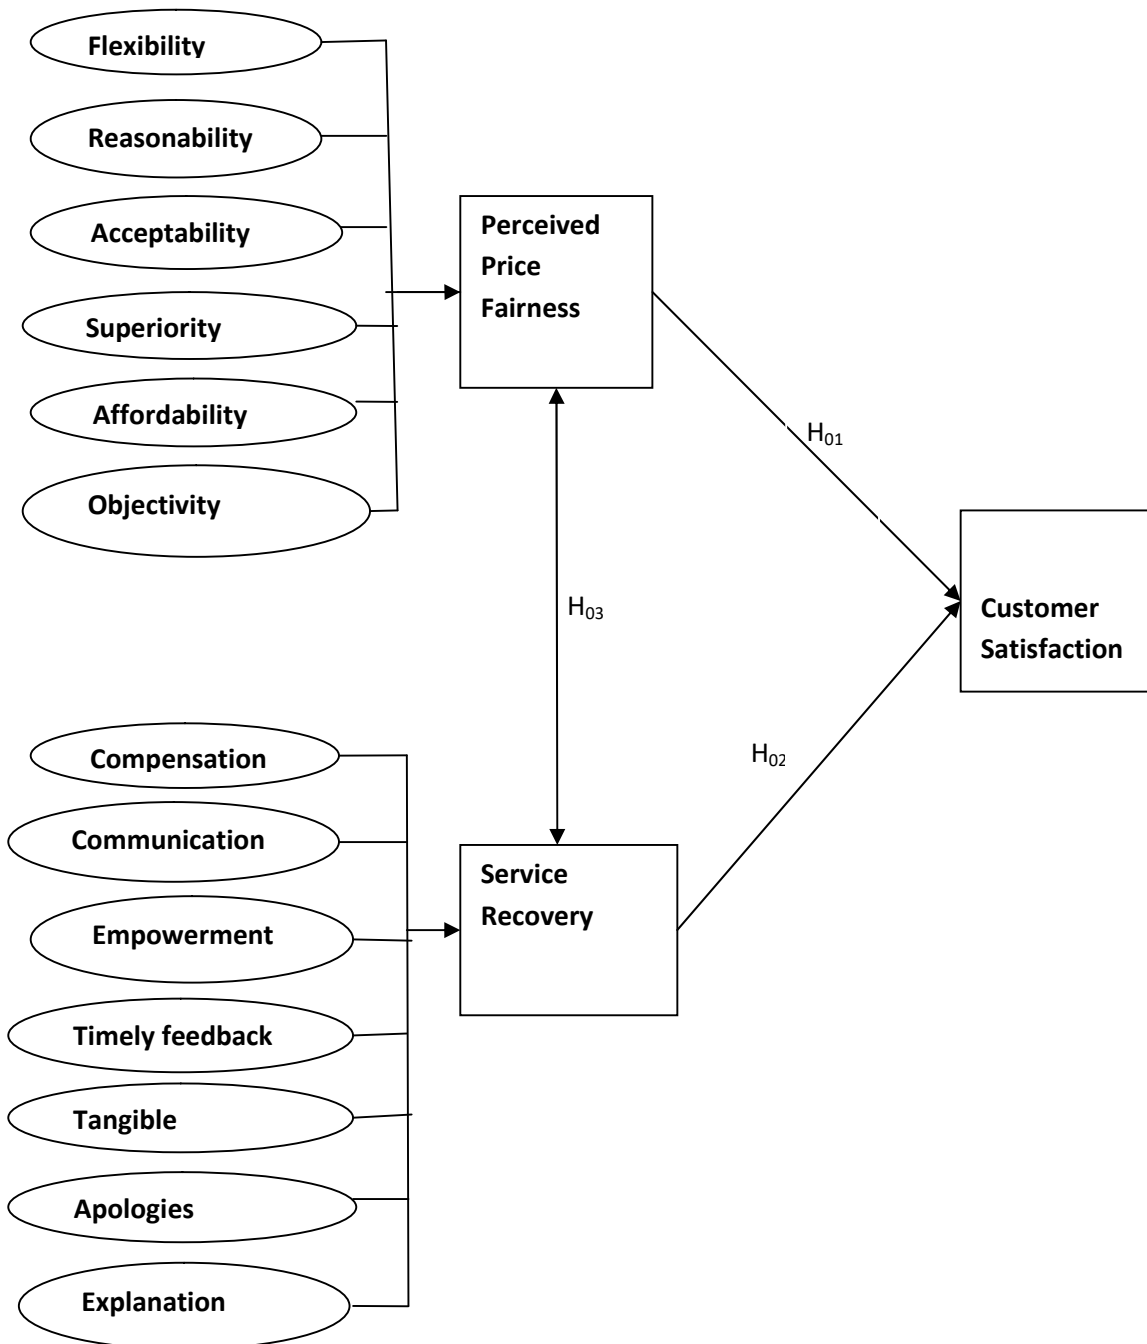 Flexibility
Reasonability
Acceptability
Superiority
Affordability
Objectivity
Perceived
Price
Fairness
H01
H03
Customer
Satisfaction
H02
Compensation
Communication
Empowerment
Timely feedback
Tangible
Apologies
Explanation
Service
Recovery